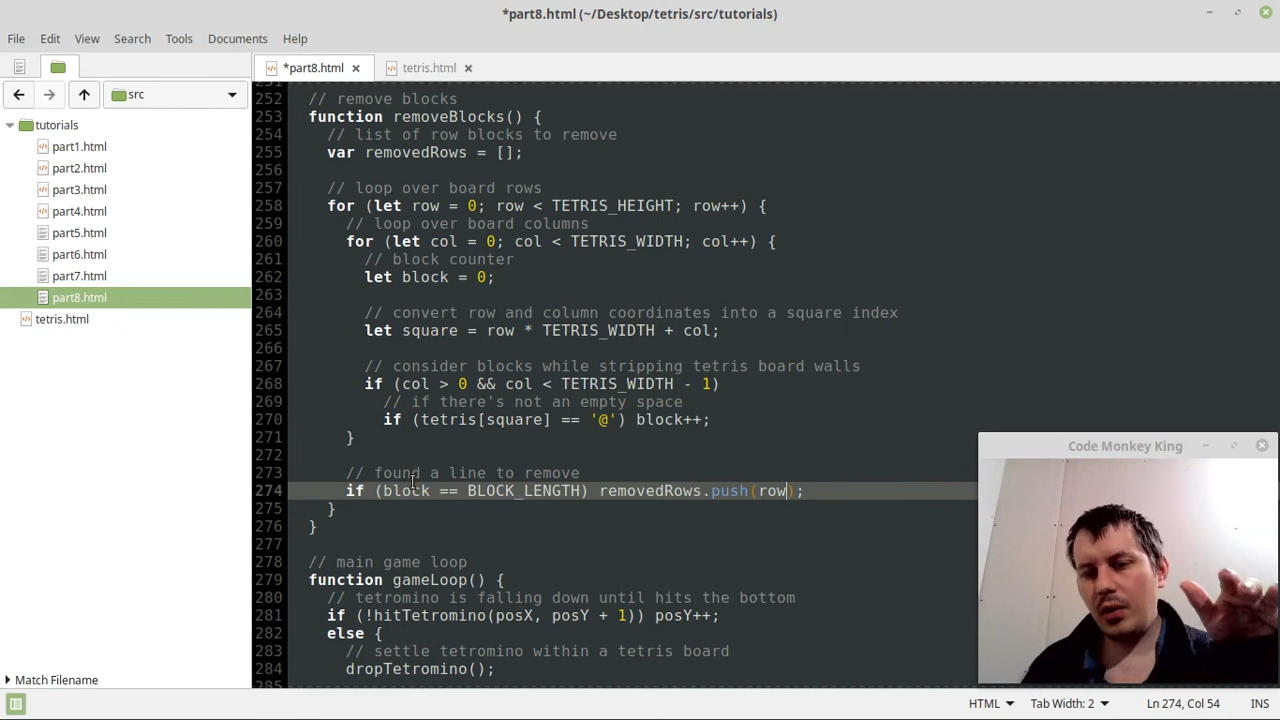 *part8.html (~/Desktop/tetris/src/tutorials)
File Edit View Search Tools Documents Help
*part8.html
tetris.html
src
tutorials
part1.html
part2.html
part3.html
part4.html
part5.html
part6.html
part7.html
part8.html
tetris.html
Match Filename
252 // remove blocks
253 function removeBlocks() {
254 // list of row blocks to remove
255 var removedRows = [];
256
257 // loop over board rows
258 for (let row = 0; row < TETRIS_HEIGHT; row++) {
259 // loop over board columns
260 for (let col = 0; col < TETRIS_WIDTH; col++) {
261 // block counter
262 let block = 0;
263
264 // convert row and column coordinates into a square index
265 let square = row * TETRIS_WIDTH + col;
266
267 // consider blocks while stripping tetris board walls
268 if (col > 0 && col < TETRIS_WIDTH - 1)
269 // if there's not an empty space
270 if (tetris[square] == '@') block++;
271 }
272
273 // found a line to remove
274 if (block == BLOCK_LENGTH) removedRows.push(row);
275 }
276 }
277
278 // main game loop
279 function gameLoop() {
280 // tetromino is falling down until hits the bottom
281 if (!hitTetromino(posX, posY + 1)) posY++;
282 else {
283 // settle tetromino within a tetris board
284 dropTetromino();
Code Monkey King
HTML Tab Width: 2 Ln 274, Col 54 INS